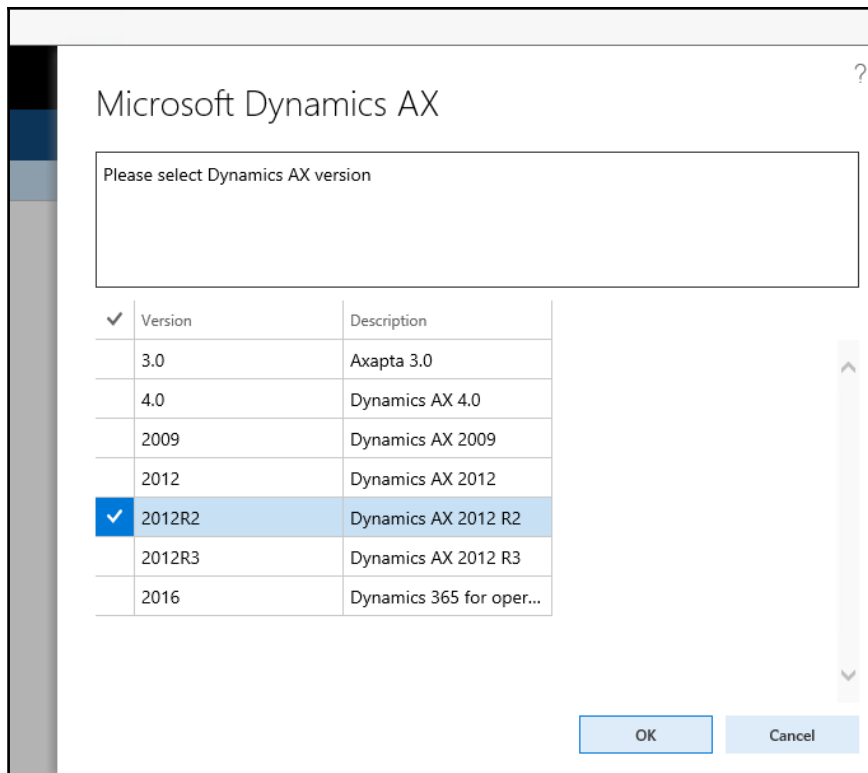 ?
Microsoft Dynamics AX
Please select Dynamics AX version
Version Description
3.0 Axapta 3.0
4.0 Dynamics AX 4.0
2009 Dynamics AX 2009
2012 Dynamics AX 2012
2012R2 Dynamics AX 2012 R2
2012R3 Dynamics AX 2012 R3
2016 Dynamics 365 for oper...
OK Cancel